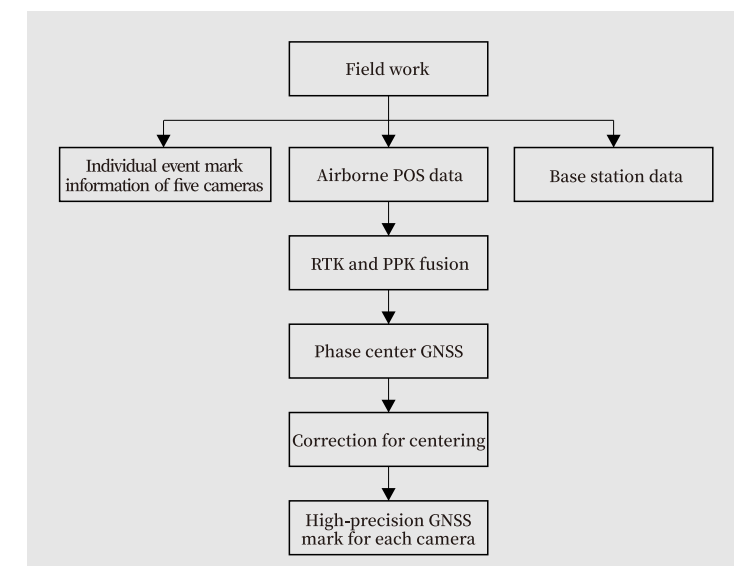 Field work
Individual event mark
information of five cameras
Airborne POS data
Base station data
RTK and PPK fusion
Phase center GNSS
Correction for centering
High-precision GNSS
mark for each camera